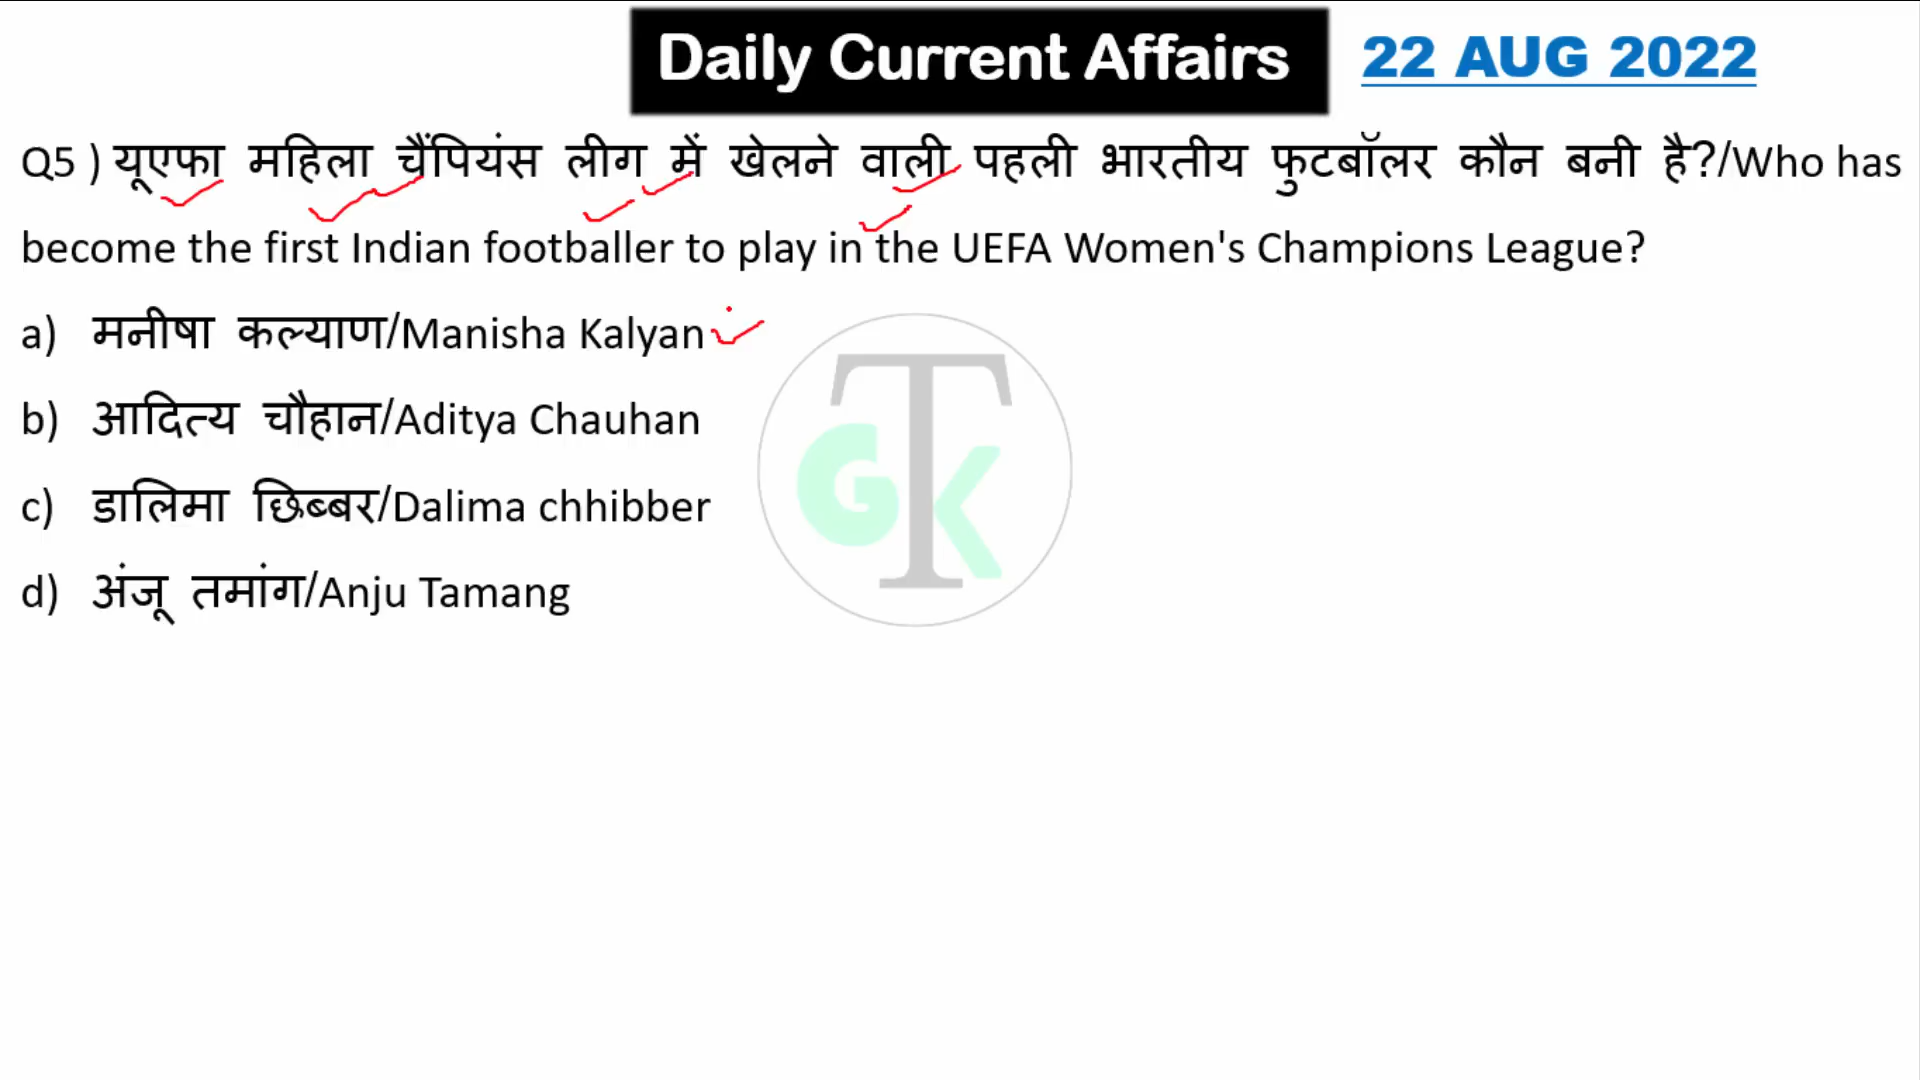 Daily Current Affairs 22 AUG 2022
Q5 ) यूएफा महिला चैंपियंस लीग में खेलने वाली पहली भारतीय फुटबॉलर कौन बनी है?/Who has
become the first Indian footballer to play in the UEFA Women's Champions League?
a) मनीषा कल्याण/Manisha Kalyan
b) आदित्य चौहान/Aditya Chauhan
c) डालिमा छिब्बर/Dalima chhibber
d) अंजू तमांग/Anju Tamang
GTK